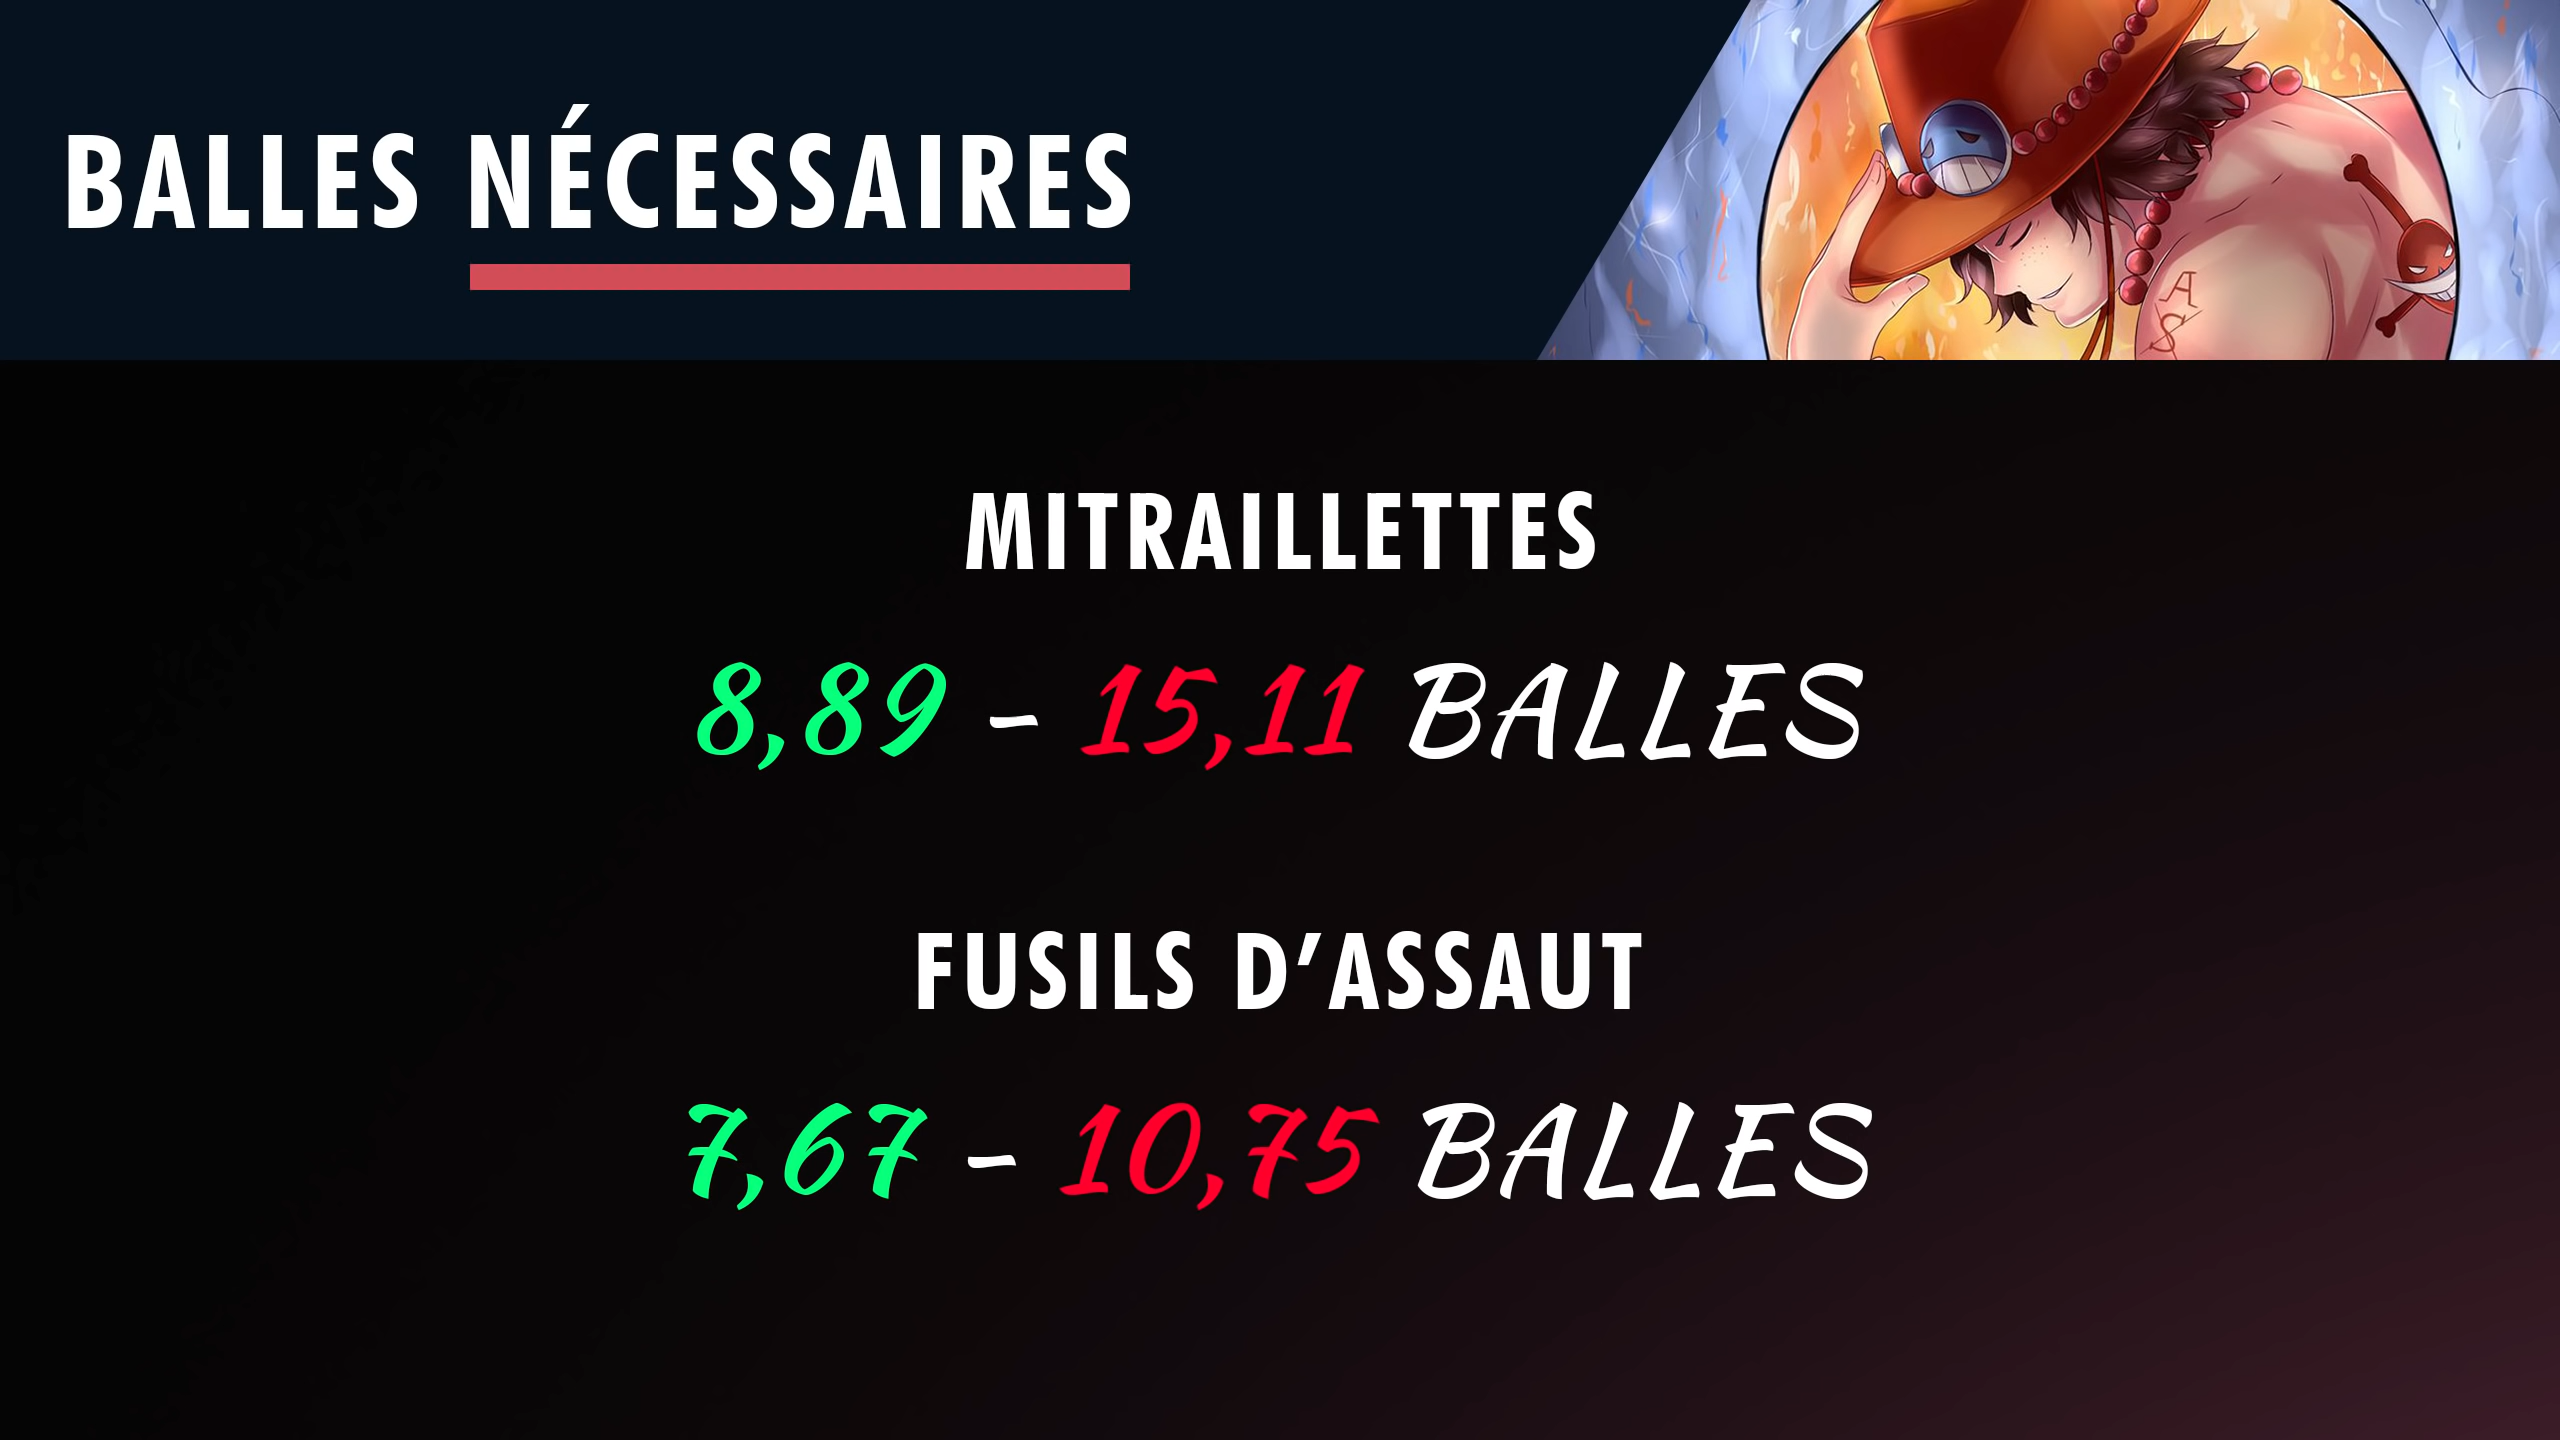 BALLES NÉCESSAIRES
MITRAILLETTES
8,89 - 15,11 BALLES
FUSILS D’ASSAUT
7,67 - 10,75 BALLES